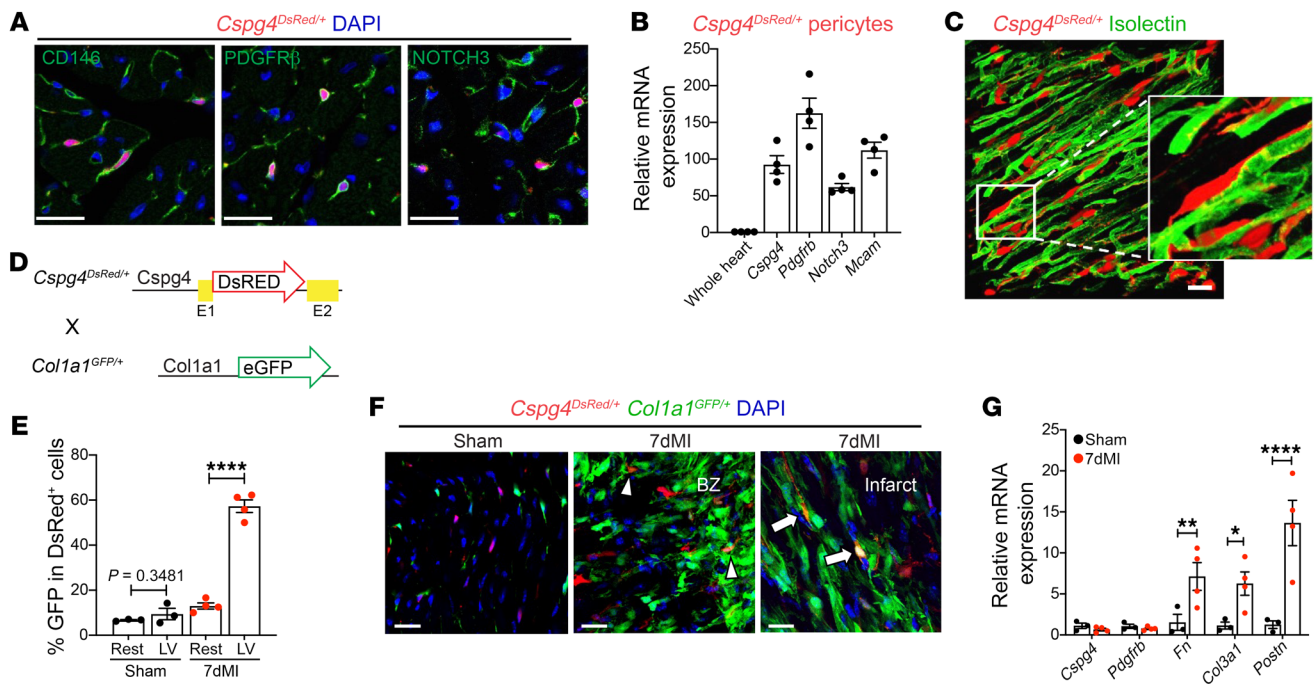 A
Cspg4DsRed/+ DAPI
CD146
PDGFRβ
NOTCH3
B
Cspg4DsRed/+ pericytes
Relative mRNA
expression
250
200
150
100
50
0
Whole heart
Cspg4
Pdgfrb
Notch3
Mcam
C
Cspg4DsRed/+ Isolectin
D
Cspg4DsRed/+
Cspg4
DsRED
E1
E2
X
Col1a1GFP/+
Col1a1
eGFP
E
% GFP in DsRed+ cells
80
60
40
20
0
P = 0.3481
****
Rest
LV
Rest
LV
Sham
7dMI
F
Cspg4DsRed/+ Col1a1GFP/+ DAPI
Sham
7dMI
7dMI
BZ
Infarct
G
Relative mRNA
expression
25
20
15
10
5
0
Sham
7dMI
**
*
****
Cspg4
Pdgfrb
Fn
Col3a1
Postn